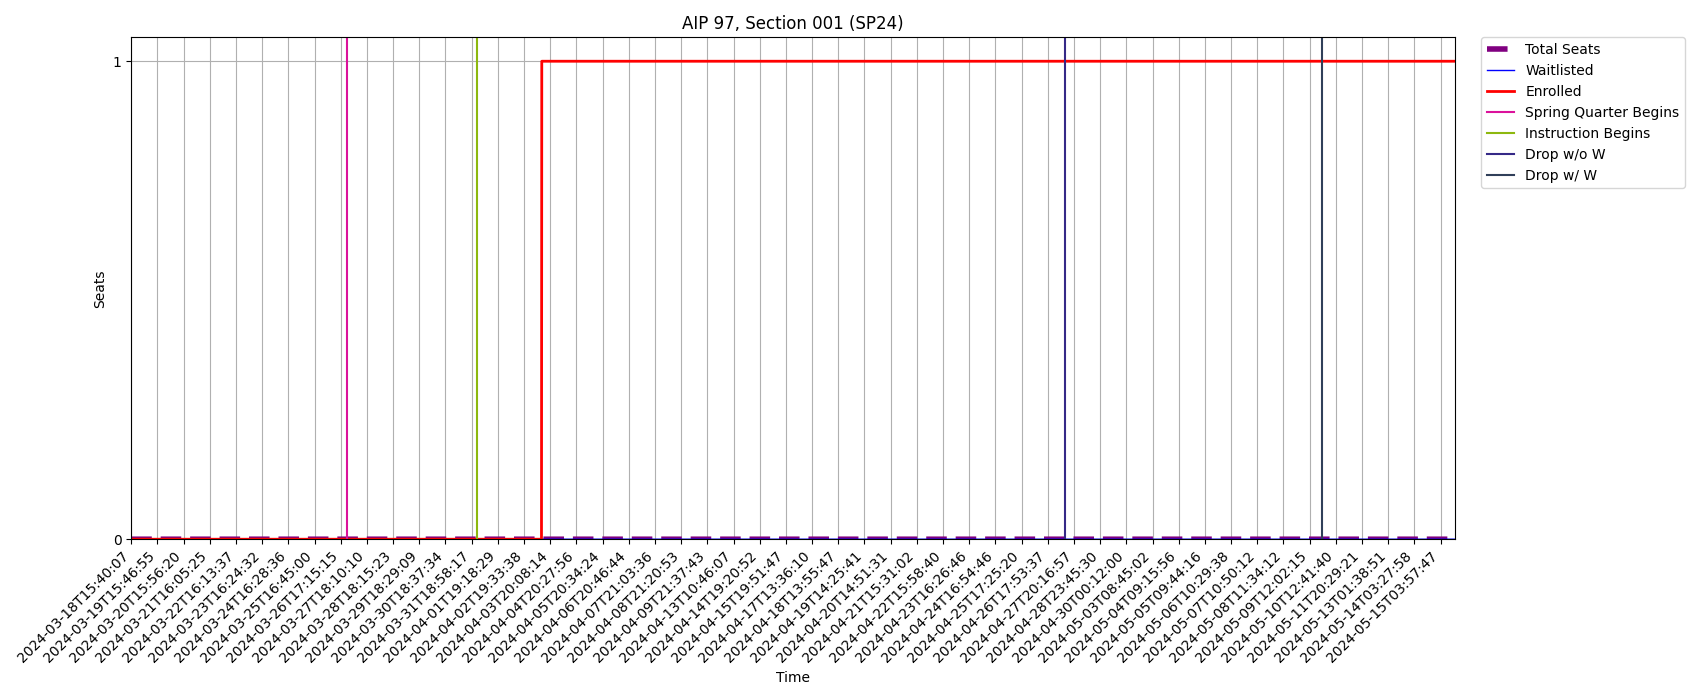 AIP 97, Section 001 (SP24)
Total Seats
Waitlisted
Enrolled
Spring Quarter Begins
Instruction Begins
Drop w/o W
Drop w/ W
Seats
1
0
2024-03-18T15:40:07
2024-03-19T15:46:55
2024-03-20T15:56:20
2024-03-21T16:05:25
2024-03-22T16:13:37
2024-03-23T16:24:32
2024-03-24T16:28:36
2024-03-25T16:45:00
2024-03-26T17:15:15
2024-03-27T18:10:10
2024-03-28T18:15:23
2024-03-29T18:29:09
2024-03-30T18:37:34
2024-03-31T18:58:17
2024-04-01T19:18:29
2024-04-02T19:33:38
2024-04-03T20:08:14
2024-04-04T20:27:56
2024-04-05T20:34:24
2024-04-06T20:46:44
2024-04-07T21:03:36
2024-04-08T21:20:53
2024-04-09T21:37:43
2024-04-13T10:46:07
2024-04-14T19:20:52
2024-04-15T19:51:47
2024-04-17T13:36:10
2024-04-18T13:55:47
2024-04-19T14:25:41
2024-04-20T14:51:31
2024-04-21T15:31:02
2024-04-22T15:58:40
2024-04-23T16:26:46
2024-04-24T16:54:46
2024-04-25T17:25:20
2024-04-26T17:53:37
2024-04-27T20:16:57
2024-04-28T23:45:30
2024-04-30T00:12:00
2024-05-03T08:45:02
2024-05-04T09:15:56
2024-05-05T09:44:16
2024-05-06T10:29:38
2024-05-07T10:50:12
2024-05-08T11:34:12
2024-05-09T12:02:15
2024-05-10T12:41:40
2024-05-11T20:29:21
2024-05-13T01:38:51
2024-05-14T03:27:58
2024-05-15T03:57:47
Time